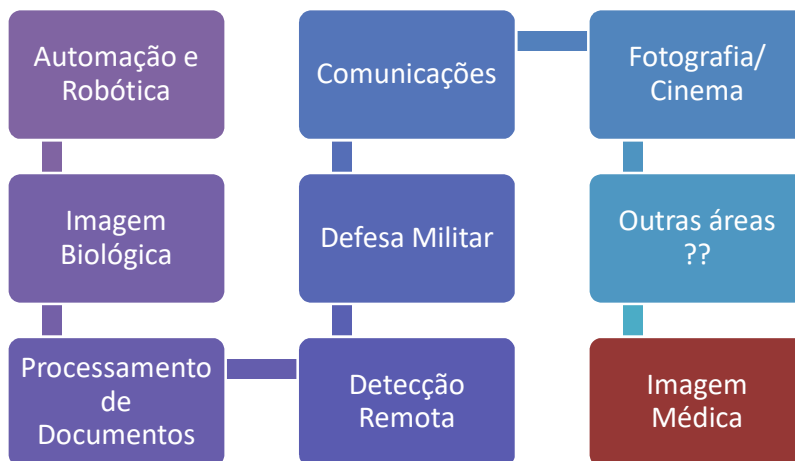 Automação e
Robótica
Imagem
Biológica
Processamento
de
Documentos
Detecção
Remota
Defesa Militar
Comunicações
Fotografia/
Cinema
Outras áreas
??
Imagem
Médica